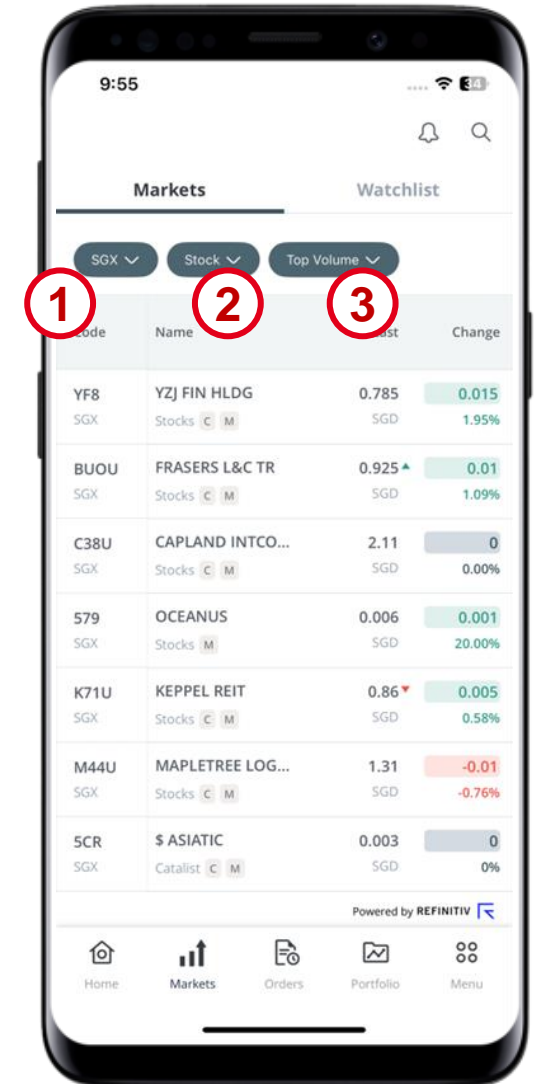 9:55 34
Markets Watchlist
SGX Stock Top Volume
1 2 3
Name Change
YF8 YZJ FIN HLDG 0.785 0.015
SGX Stocks C M SGD 1.95%
BUOU FRASERS L&C TR 0.925 0.01
SGX Stocks C M SGD 1.09%
C38U CAPLAND INTCO... 2.11 0
SGX Stocks C M SGD 0.00%
579 OCEANUS 0.006 0.001
SGX Stocks M SGD 20.00%
K71U KEPPEL REIT 0.86 0.005
SGX Stocks C M SGD 0.58%
M44U MAPLETREE LOG... 1.31 -0.01
SGX Stocks C M SGD -0.76%
5CR $ ASIATIC 0.003 0
SGX Catalist C M SGD 0%
Powered by REFINITIV
Home Markets Orders Portfolio Menu